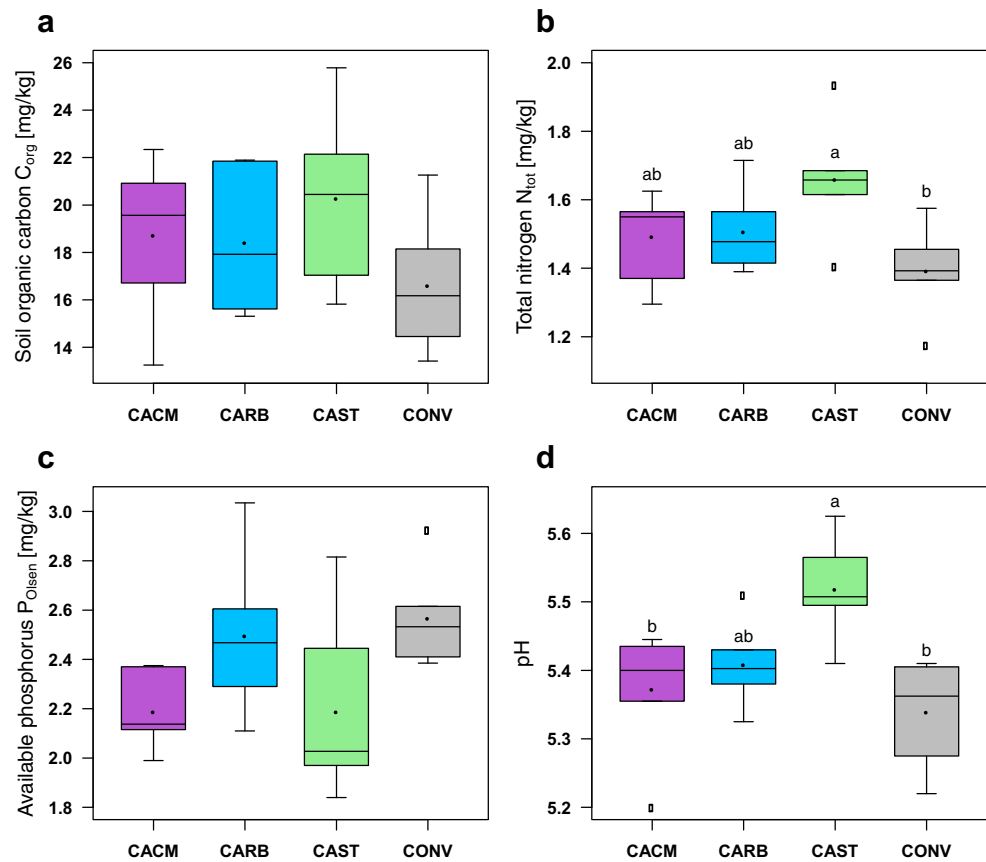 a
Soil organic carbon Corg [mg/kg]
26
24
22
20
18
16
14
CACM CARB CAST CONV
b
Total nitrogen Ntot [mg/kg]
2.0
1.8
1.6
1.4
1.2
ab ab a b
CACM CARB CAST CONV
c
Available phosphorus POlsen [mg/kg]
3.0
2.8
2.6
2.4
2.2
2.0
1.8
CACM CARB CAST CONV
d
pH
5.6
5.5
5.4
5.3
5.2
b ab a b
CACM CARB CAST CONV